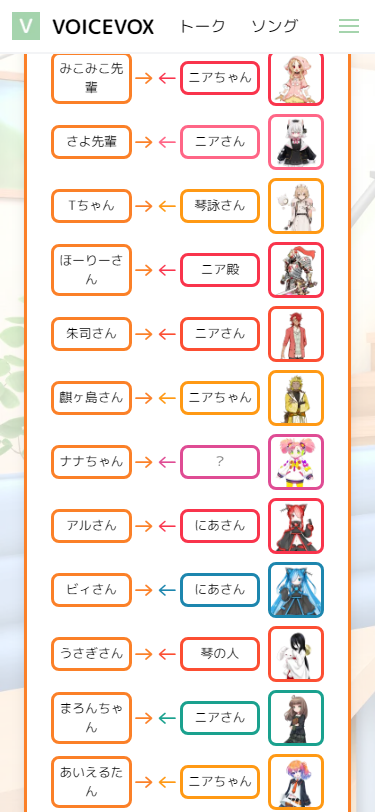 V VOICEVOX トーク ソング
みこみこ先
輩 → ← ニアちゃん
さよ先輩 → ← ニアさん
Tちゃん → ← 琴詠さん
ほーりーさ
ん → ← ニア殿
朱司さん → ← ニアさん
麒ヶ島さん → ← ニアちゃん
ナナちゃん → ← ?
アルさん → ← にあさん
ビィさん → ← にあさん
うさぎさん → ← 琴の人
まろんちゃ
ん → ← ニアさん
あいえるた
ん → ← ニアちゃん